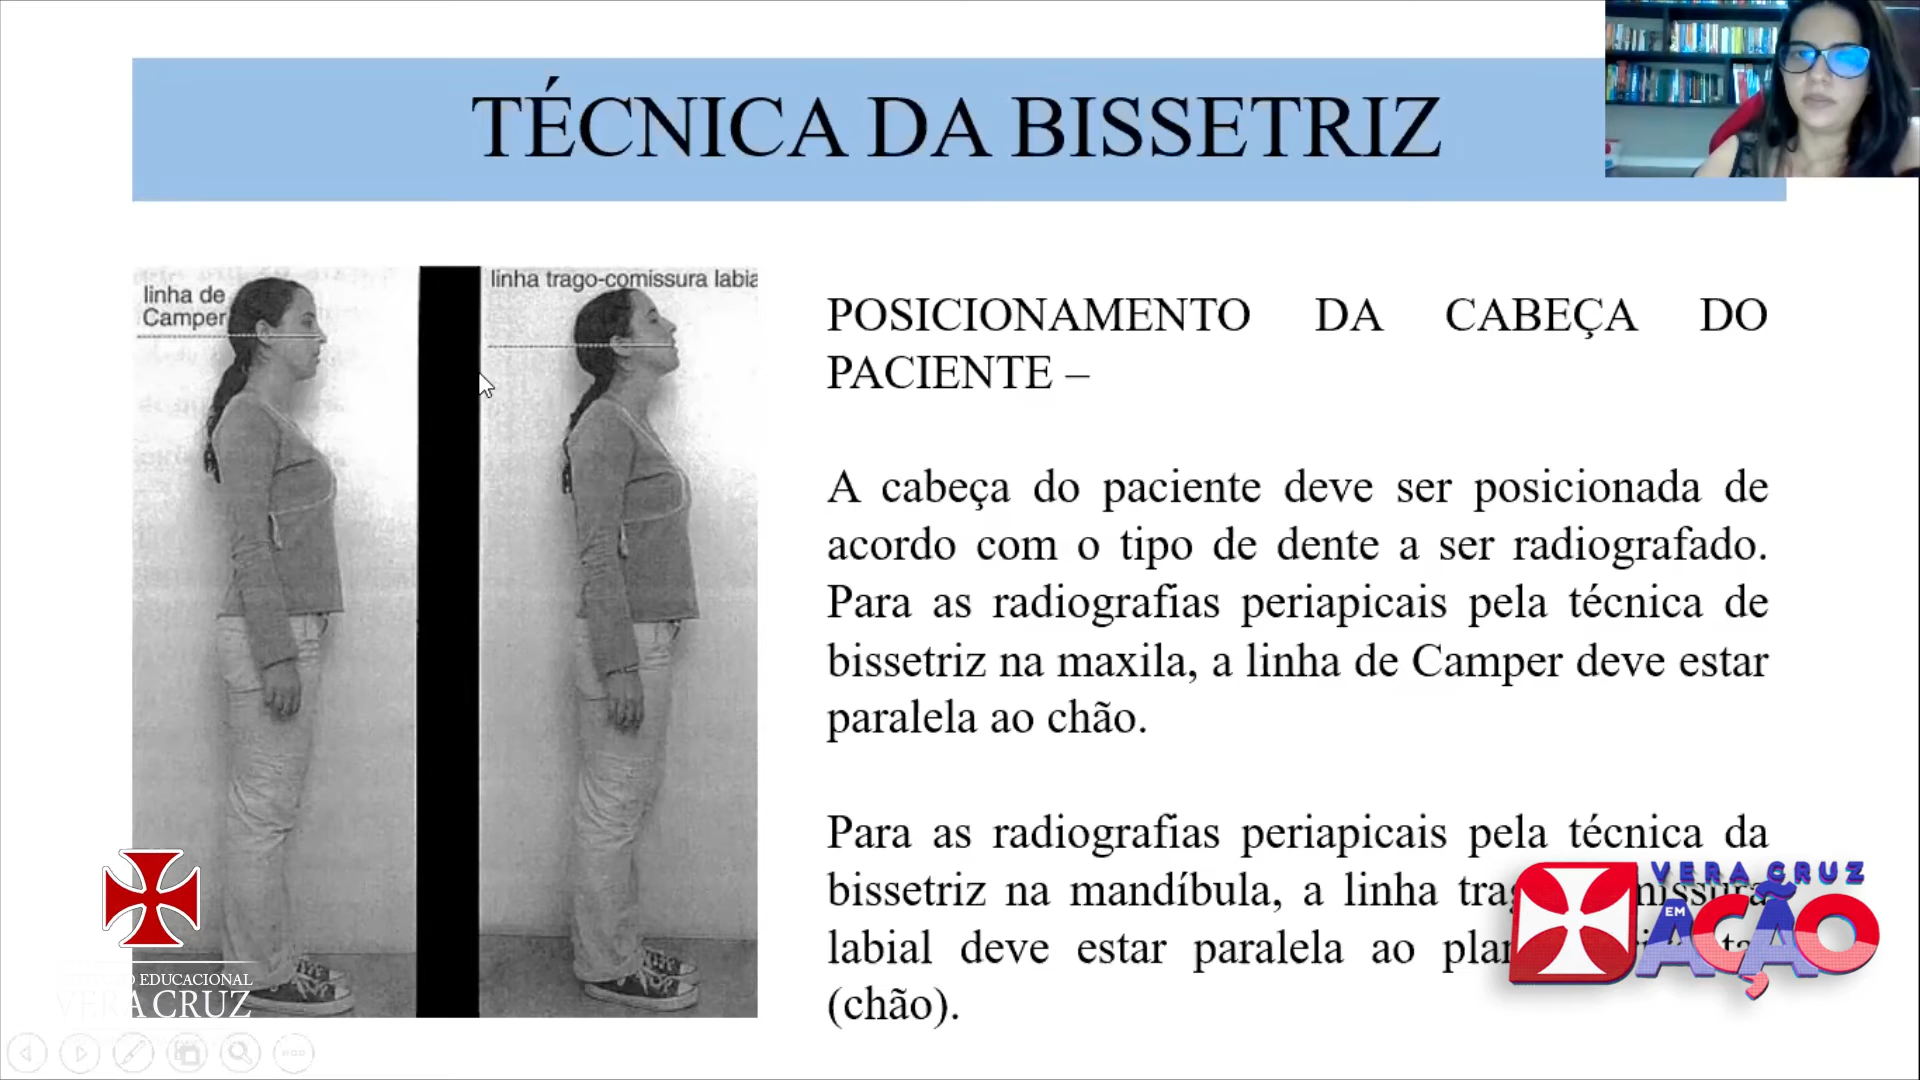 TÉCNICA DA BISSETRIZ
linha de
Camper
linha trago-comissura labia
POSICIONAMENTO DA CABEÇA DO
PACIENTE –
A cabeça do paciente deve ser posicionada de
acordo com o tipo de dente a ser radiografado.
Para as radiografias periapicais pela técnica de
bissetriz na maxila, a linha de Camper deve estar
paralela ao chão.
Para as radiografias periapicais pela técnica da
bissetriz na mandíbula, a linha
labial deve estar paralela ao
(chão).
EDUCACIONAL
VERA CRUZ
VERA CRUZ
EM
AÇÃO